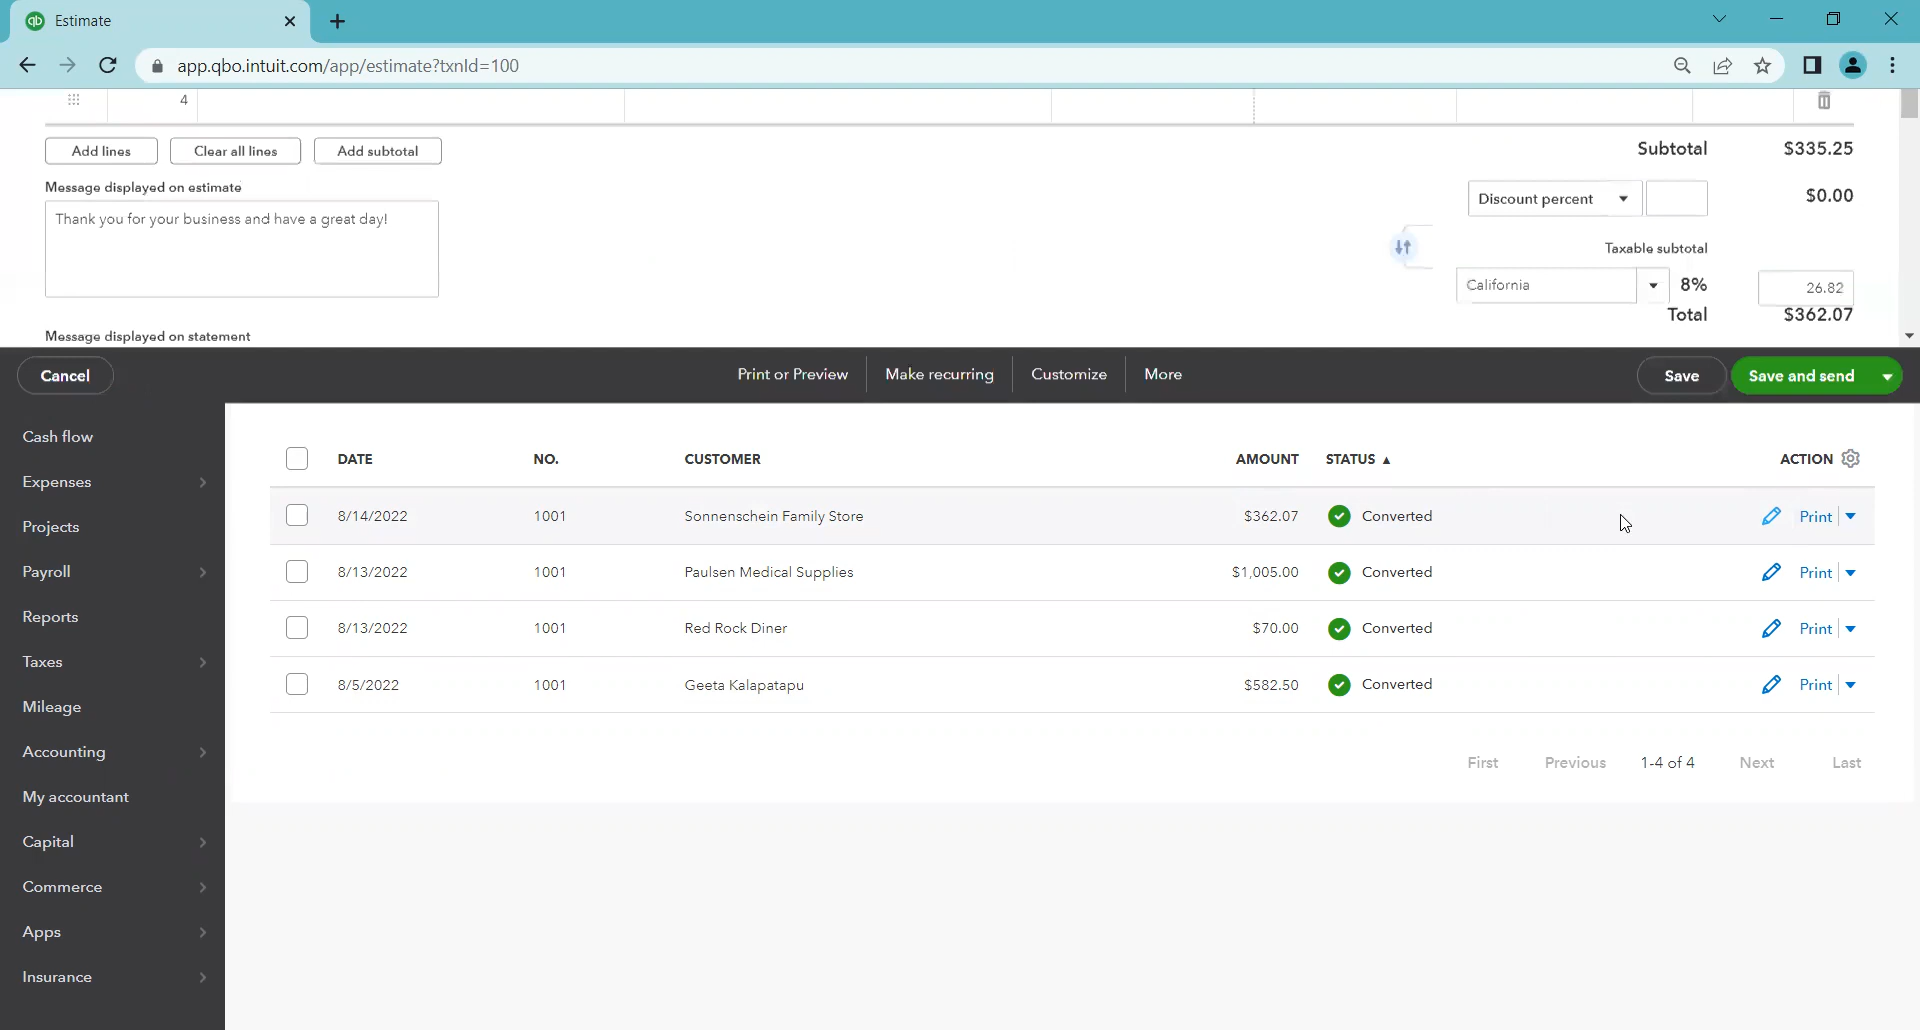 Estimate
app.qbo.intuit.com/app/estimate?txnId=100
4
Add lines Clear all lines Add subtotal
Subtotal $335.25
Message displayed on estimate
Thank you for your business and have a great day!
Discount percent $0.00
Taxable subtotal
California 8% 26.82
Total $362.07
Message displayed on statement
Cancel Print or Preview Make recurring Customize More Save Save and send
Cash flow
Expenses
Projects
Payroll
Reports
Taxes
Mileage
Accounting
My accountant
Capital
Commerce
Apps
Insurance
DATE NO. CUSTOMER AMOUNT STATUS ▲ ACTION
8/14/2022 1001 Sonnenschein Family Store $362.07 Converted Print
8/13/2022 1001 Paulsen Medical Supplies $1,005.00 Converted Print
8/13/2022 1001 Red Rock Diner $70.00 Converted Print
8/5/2022 1001 Geeta Kalapatapu $582.50 Converted Print
First Previous 1-4 of 4 Next Last